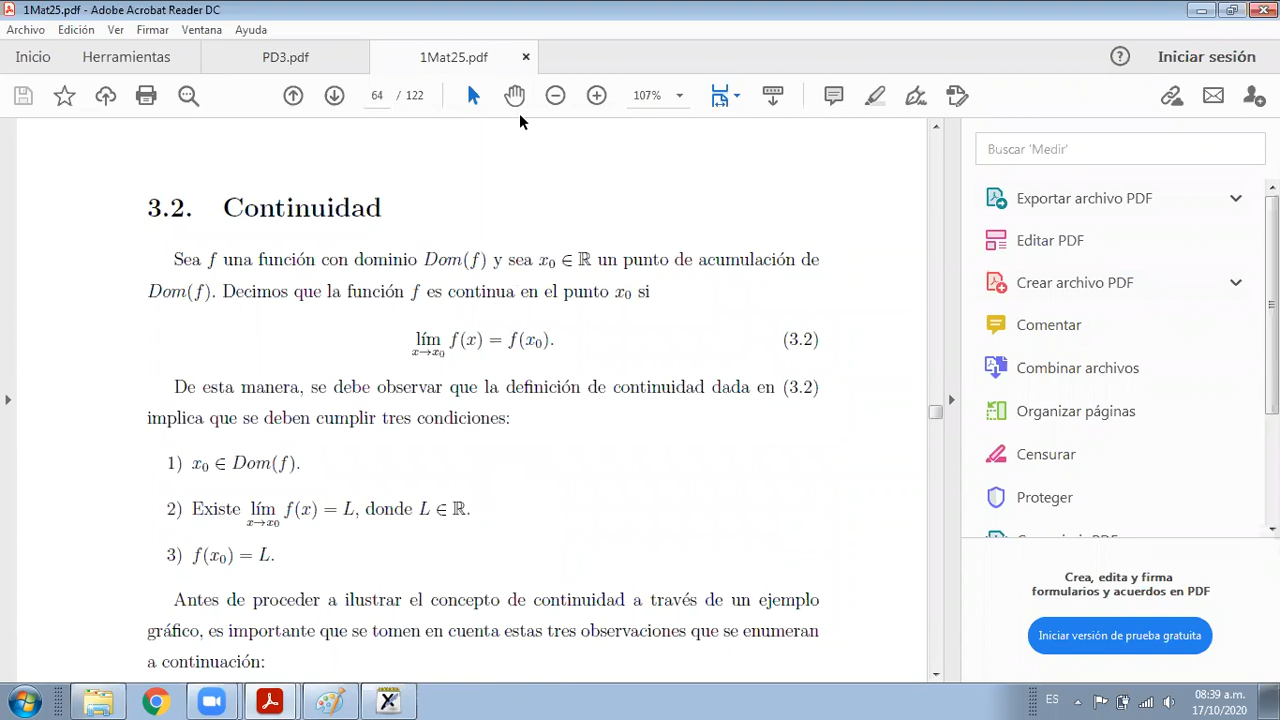 1Mat25.pdf - Adobe Acrobat Reader DC
Archivo Edición Ver Firmar Ventana Ayuda
Inicio Herramientas PD3.pdf 1Mat25.pdf × Iniciar sesión
64 / 122 107%
Buscar 'Medir'
3.2. Continuidad
Sea f una función con dominio Dom(f) y sea x₀ ∈ ℝ un punto de acumulación de
Dom(f). Decimos que la función f es continua en el punto x₀ si
lím f(x) = f(x₀). (3.2)
x→x₀
De esta manera, se debe observar que la definición de continuidad dada en (3.2)
implica que se deben cumplir tres condiciones:
1) x₀ ∈ Dom(f).
2) Existe lím f(x) = L, donde L ∈ ℝ.
x→x₀
3) f(x₀) = L.
Antes de proceder a ilustrar el concepto de continuidad a través de un ejemplo
gráfico, es importante que se tomen en cuenta estas tres observaciones que se enumeran
a continuación:
Exportar archivo PDF
Editar PDF
Crear archivo PDF
Comentar
Combinar archivos
Organizar páginas
Censurar
Proteger
Crea, edita y firma
formularios y acuerdos en PDF
Iniciar versión de prueba gratuita
ES 08:39 a.m.
17/10/2020